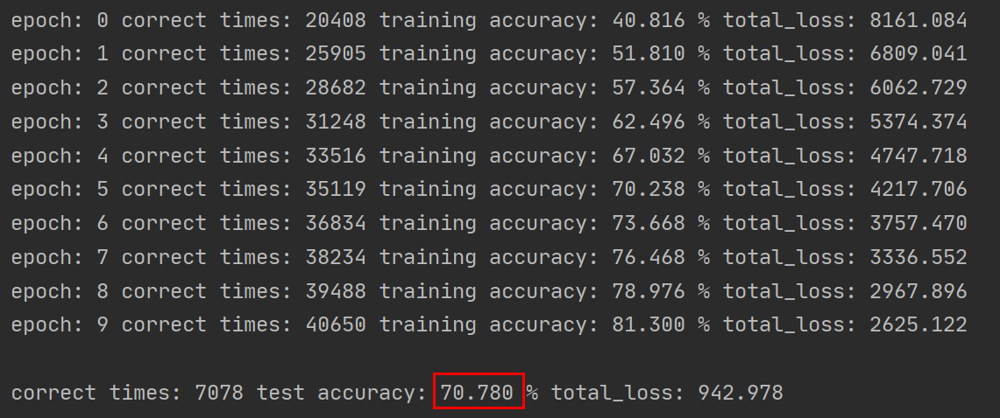 epoch: 0 correct times: 20408 training accuracy: 40.816 % total_loss: 8161.084
epoch: 1 correct times: 25905 training accuracy: 51.810 % total_loss: 6809.041
epoch: 2 correct times: 28682 training accuracy: 57.364 % total_loss: 6062.729
epoch: 3 correct times: 31248 training accuracy: 62.496 % total_loss: 5374.374
epoch: 4 correct times: 33516 training accuracy: 67.032 % total_loss: 4747.718
epoch: 5 correct times: 35119 training accuracy: 70.238 % total_loss: 4217.706
epoch: 6 correct times: 36834 training accuracy: 73.668 % total_loss: 3757.470
epoch: 7 correct times: 38234 training accuracy: 76.468 % total_loss: 3336.552
epoch: 8 correct times: 39488 training accuracy: 78.976 % total_loss: 2967.896
epoch: 9 correct times: 40650 training accuracy: 81.300 % total_loss: 2625.122
correct times: 7078 test accuracy: 70.780 % total_loss: 942.978